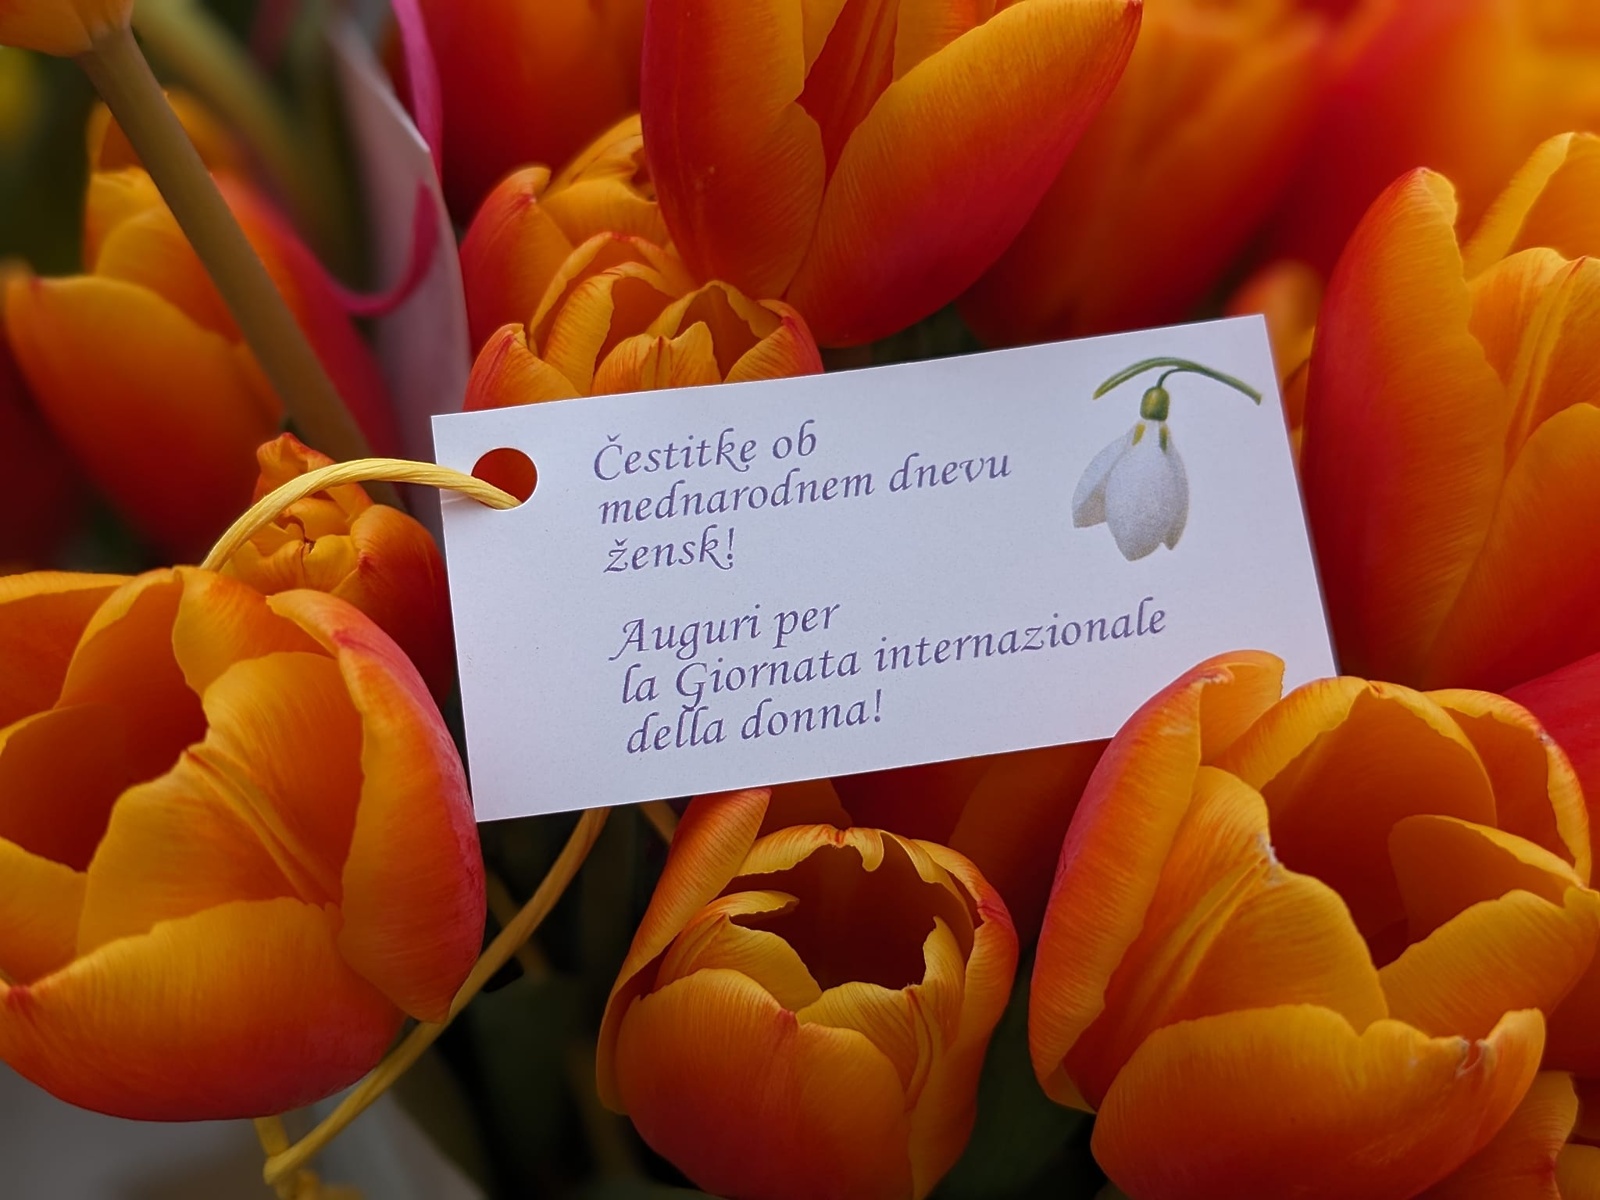 Čestitke ob
mednarodnem dnevu
žensk!
Auguri per
la Giornata internazionale
della donna!